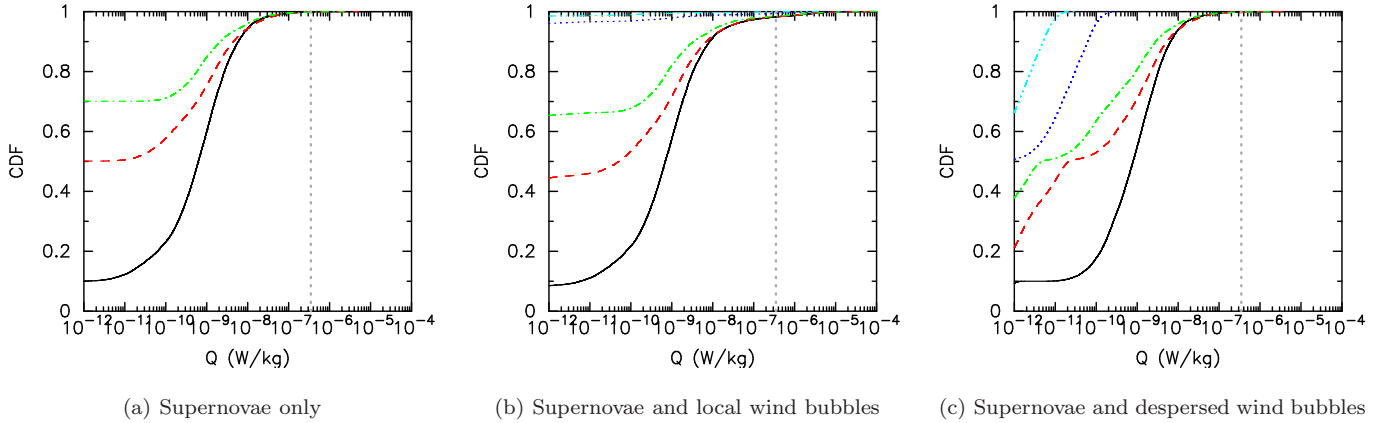 1
1
1
0.8
0.8
0.8
0.6
0.6
0.6
CDF
CDF
CDF
0.4
0.4
0.4
0.2
0.2
0.2
0
0
0
10⁻¹² 10⁻¹¹ 10⁻¹⁰ 10⁻⁹ 10⁻⁸ 10⁻⁷ 10⁻⁶ 10⁻⁵ 10⁻⁴
10⁻¹² 10⁻¹¹ 10⁻¹⁰ 10⁻⁹ 10⁻⁸ 10⁻⁷ 10⁻⁶ 10⁻⁵ 10⁻⁴
10⁻¹² 10⁻¹¹ 10⁻¹⁰ 10⁻⁹ 10⁻⁸ 10⁻⁷ 10⁻⁶ 10⁻⁵ 10⁻⁴
Q (W/kg)
Q (W/kg)
Q (W/kg)
(a) Supernovae only
(b) Supernovae and local wind bubbles
(c) Supernovae and despersed wind bubbles